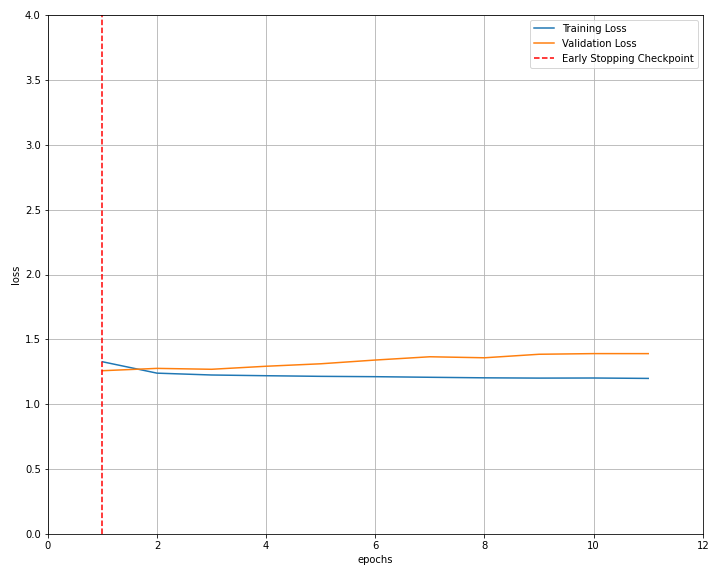 Training Loss
Validation Loss
Early Stopping Checkpoint
4.0
3.5
3.0
2.5
2.0
1.5
1.0
0.5
0.0
loss
0 2 4 6 8 10 12
epochs